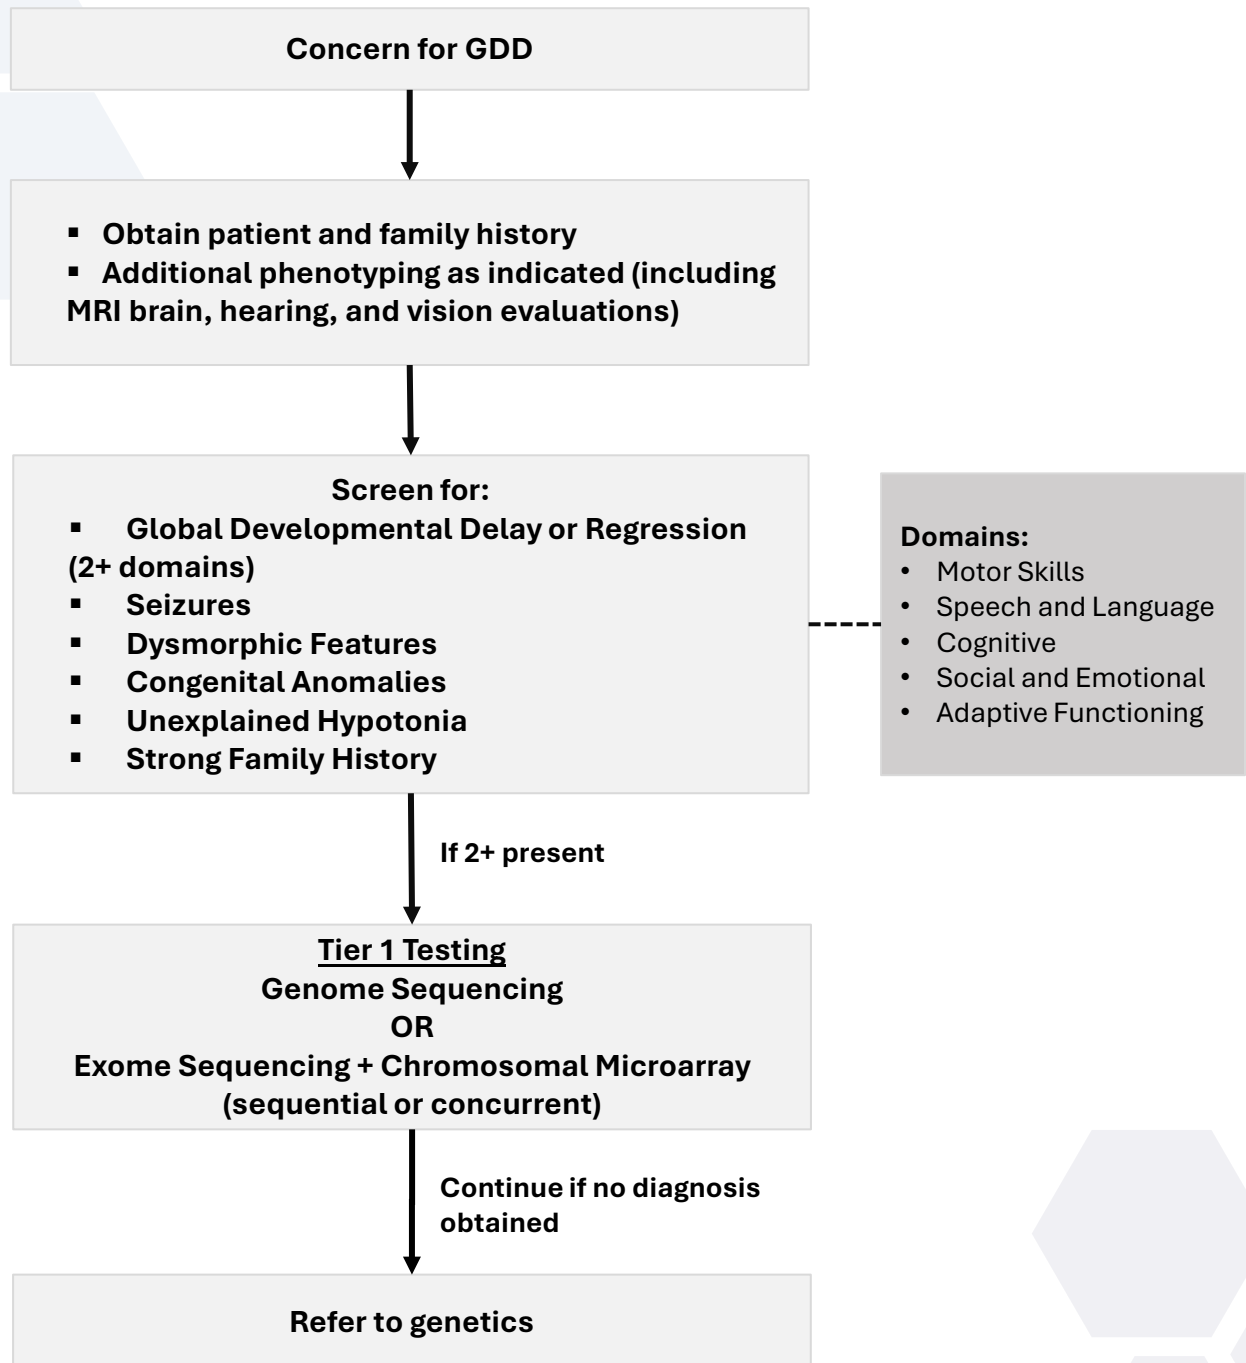 Concern for GDD
▪ Obtain patient and family history
▪ Additional phenotyping as indicated (including
MRI brain, hearing, and vision evaluations)
Screen for:
▪ Global Developmental Delay or Regression
(2+ domains)
▪ Seizures
▪ Dysmorphic Features
▪ Congenital Anomalies
▪ Unexplained Hypotonia
▪ Strong Family History
Domains:
• Motor Skills
• Speech and Language
• Cognitive
• Social and Emotional
• Adaptive Functioning
If 2+ present
Tier 1 Testing
Genome Sequencing
OR
Exome Sequencing + Chromosomal Microarray
(sequential or concurrent)
Continue if no diagnosis
obtained
Refer to genetics